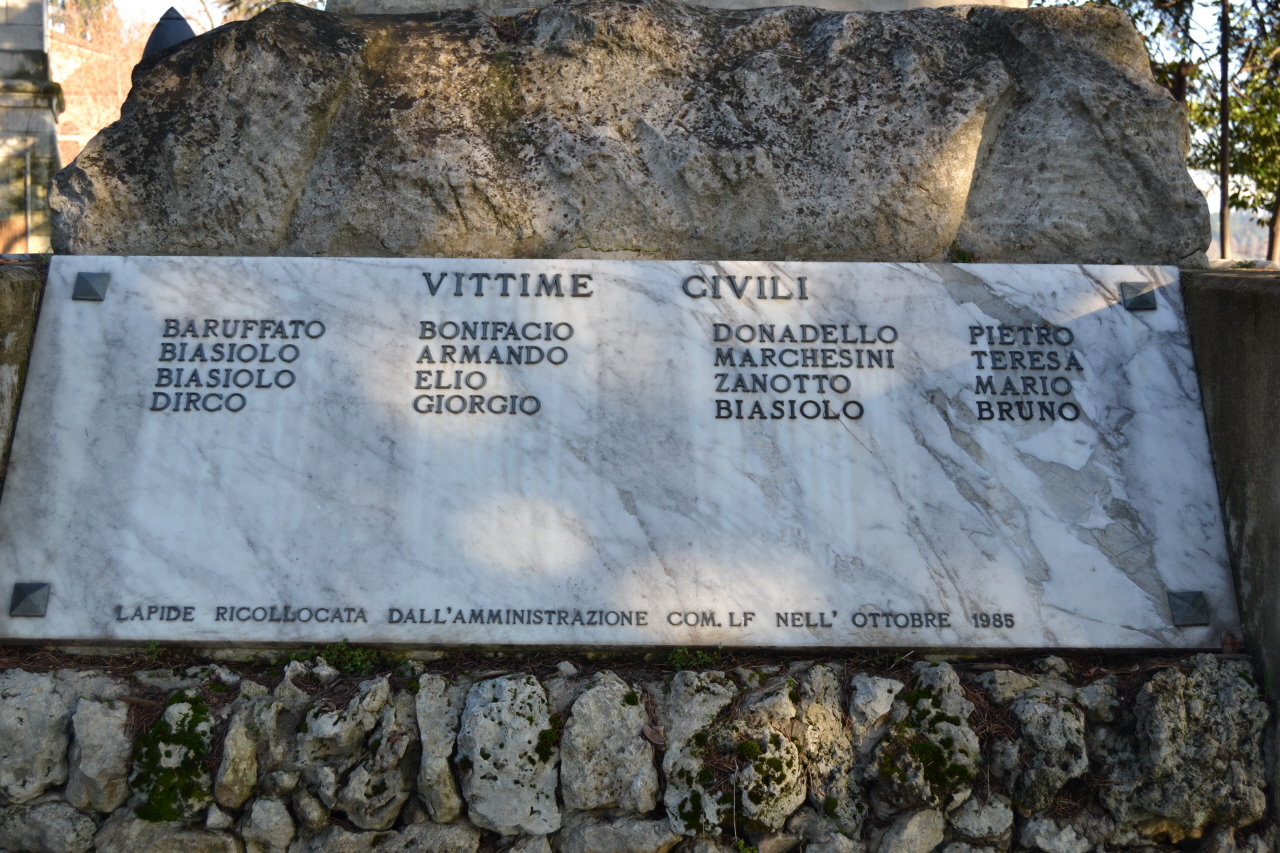 VITTIME CIVILI
BARUFFATO BONIFACIO DONADELLO PIETRO
BIASIOLO ARMANDO MARCHESINI TERESA
BIASIOLO ELIO ZANOTTO MARIO
DIRCO GIORGIO BIASIOLO BRUNO
LAPIDE RICOLLOCATA DALL'AMMINISTRAZIONE COM.LF NELL' OTTOBRE 1985